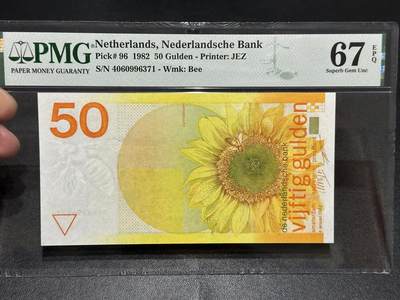 PMG
PAPER MONEY GUARANTY
Netherlands, Nederlandsche Bank
Pick# 96 1982 50 Gulden - Printer: JEZ
S/N 4060996371 - Wmk: Bee
67 EPQ
Superb Gem Unc
50
de nederlandsche bank
vijftig gulden